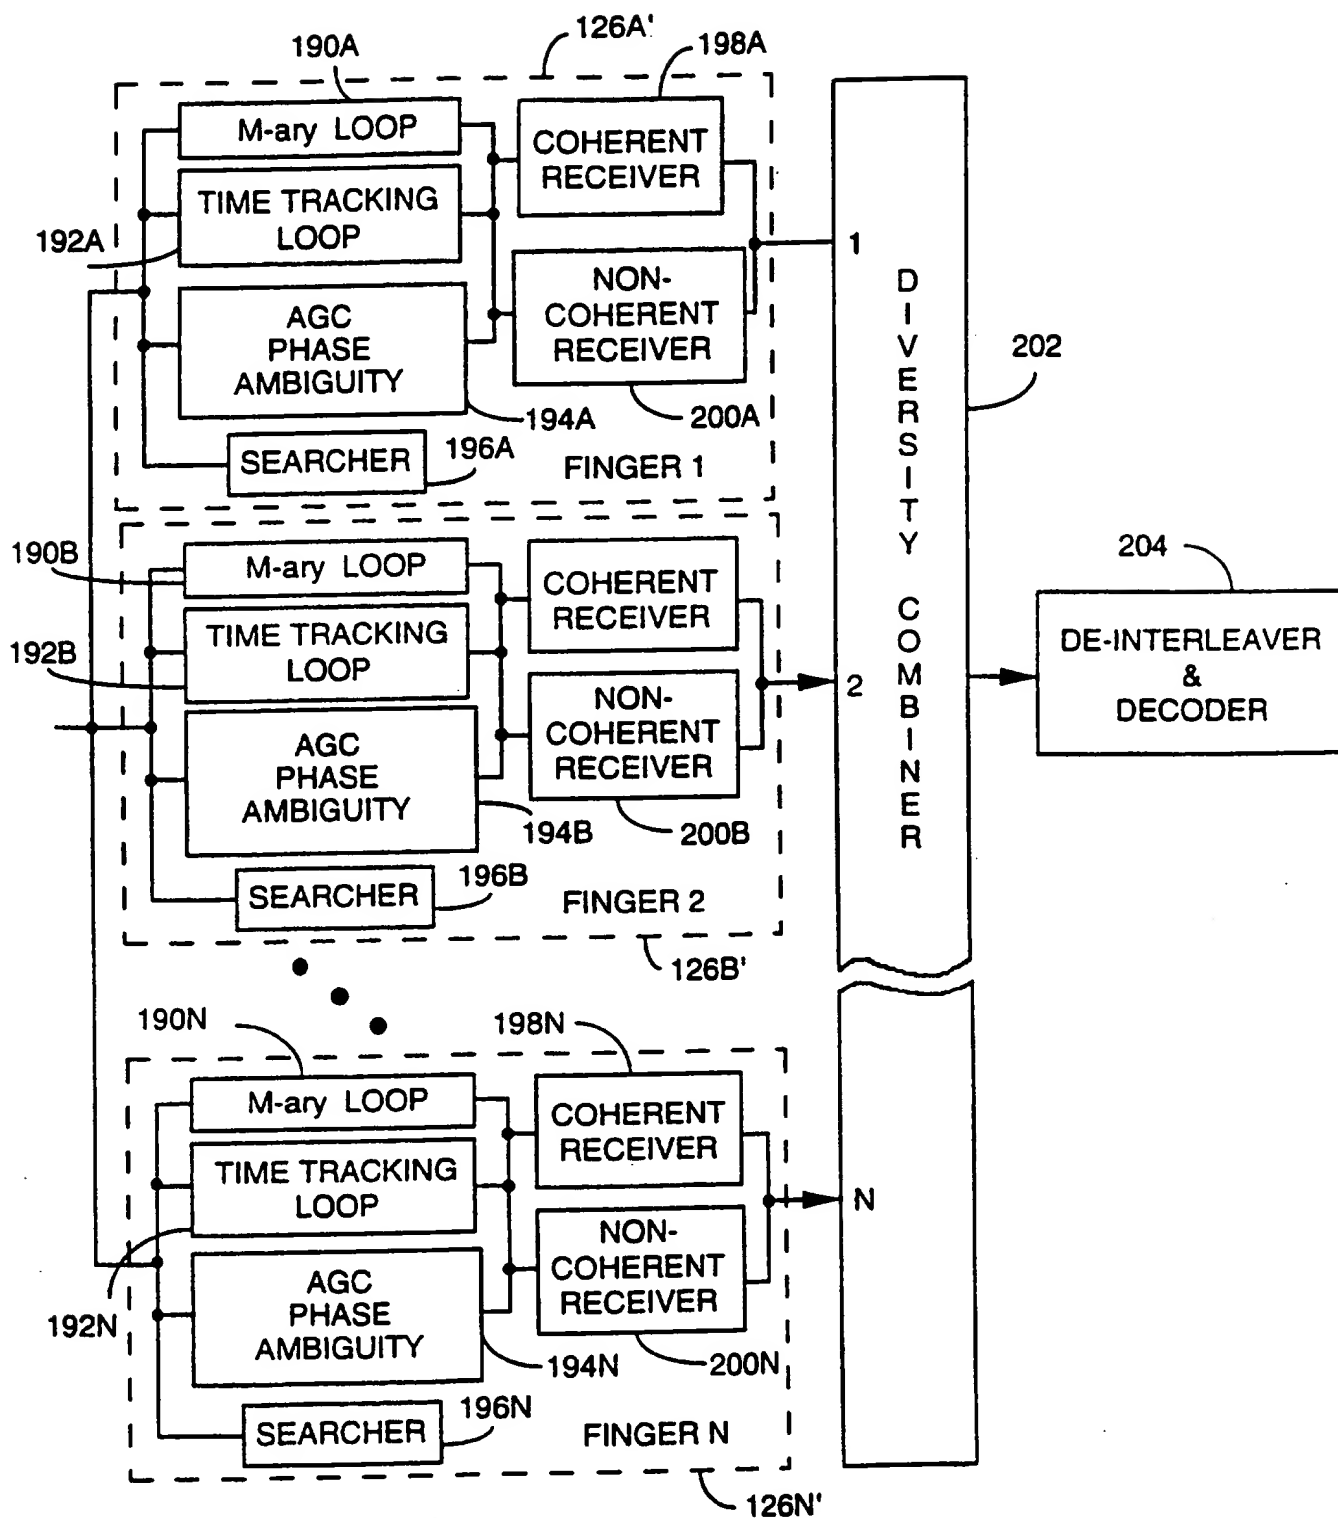 126A'
190A
198A
M-ary LOOP
COHERENT
RECEIVER
TIME TRACKING
LOOP
192A
1
NON-
COHERENT
RECEIVER
AGC
PHASE
AMBIGUITY
194A
200A
202
SEARCHER
196A
FINGER 1
DIVERSITY COMBINER
190B
M-ary LOOP
COHERENT
RECEIVER
204
TIME TRACKING
LOOP
192B
2
NON-
COHERENT
RECEIVER
DE-INTERLEAVER
&
DECODER
AGC
PHASE
AMBIGUITY
194B
200B
SEARCHER
196B
FINGER 2
126B'
190N
198N
M-ary LOOP
COHERENT
RECEIVER
TIME TRACKING
LOOP
N
NON-
COHERENT
RECEIVER
AGC
PHASE
AMBIGUITY
192N
194N
200N
SEARCHER
196N
FINGER N
126N'